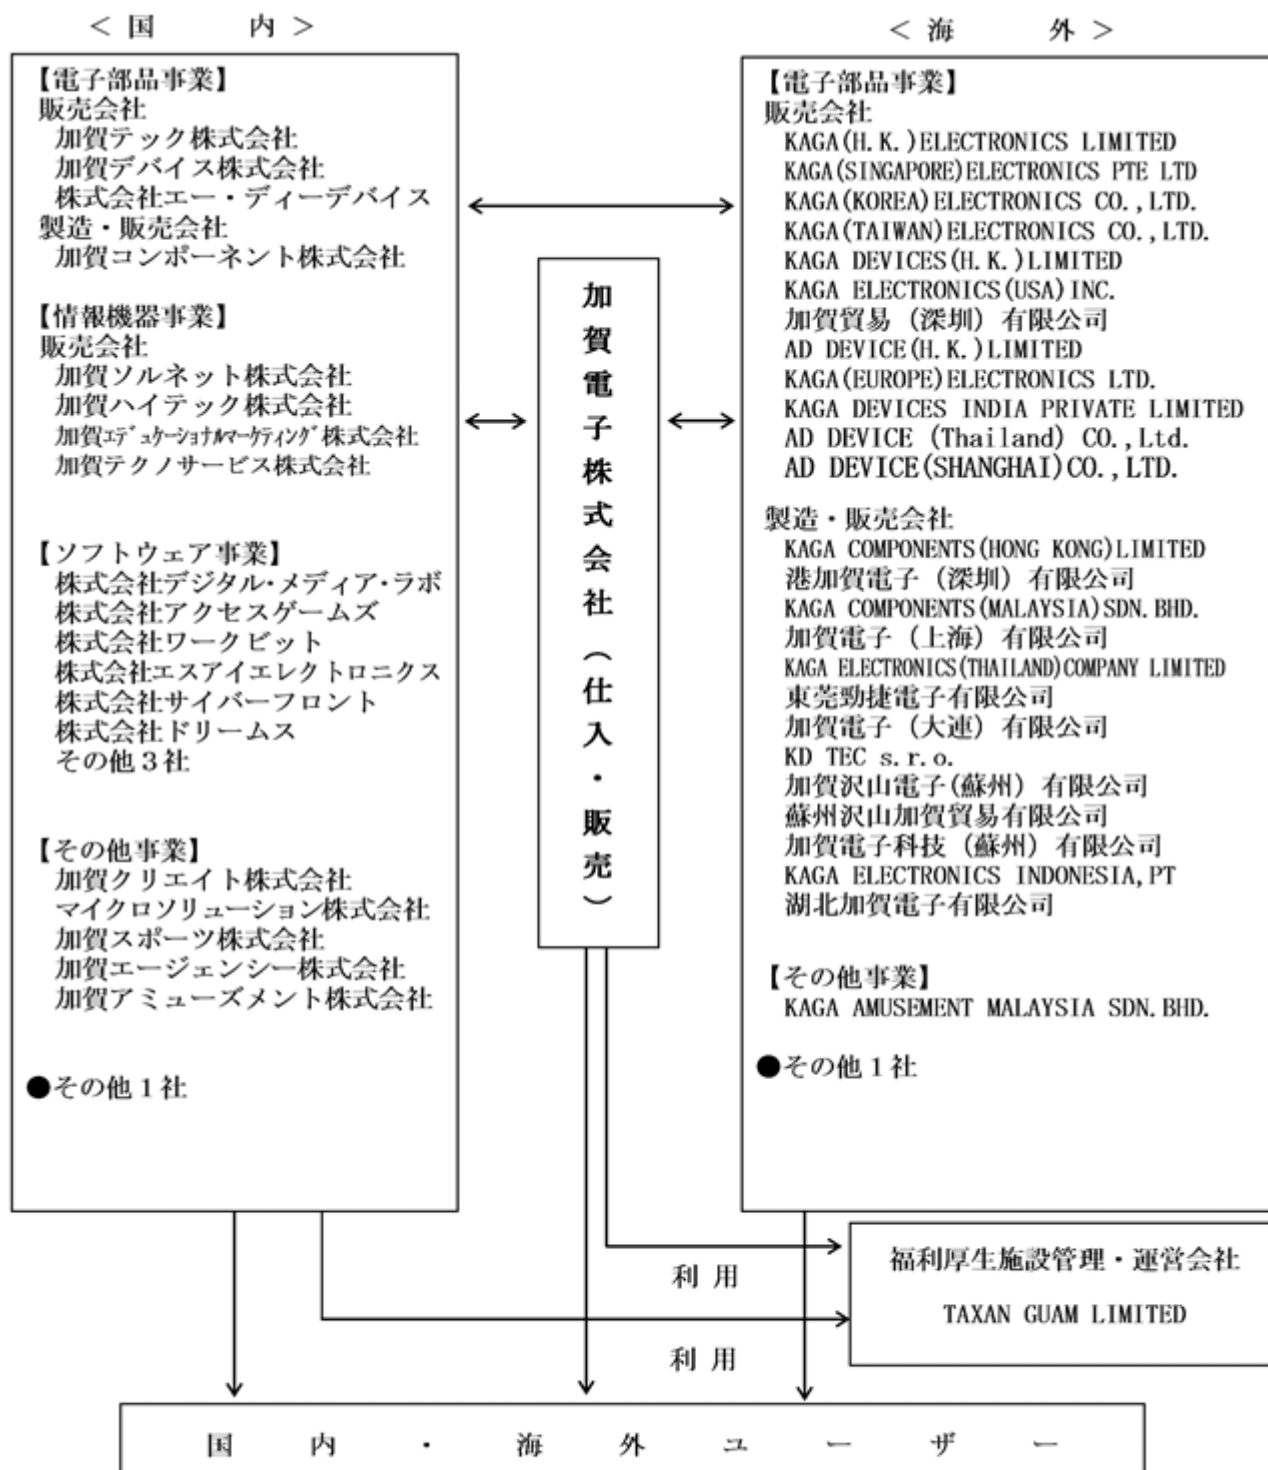 ＜ 国　　内 ＞
【電子部品事業】
販売会社
加賀テック株式会社
加賀デバイス株式会社
株式会社エー・ディーデバイス
製造・販売会社
加賀コンポーネント株式会社
【情報機器事業】
販売会社
加賀ソルネット株式会社
加賀ハイテック株式会社
加賀ｴﾃﾞｭｹｰｼｮﾅﾙﾏｰｹﾃｨﾝｸﾞ株式会社
加賀テクノサービス株式会社
【ソフトウェア事業】
株式会社デジタル・メディア・ラボ
株式会社アクセスゲームズ
株式会社ワークビット
株式会社エスアイエレクトロニクス
株式会社サイバーフロント
株式会社ドリームス
その他３社
【その他事業】
加賀クリエイト株式会社
マイクロソリューション株式会社
加賀スポーツ株式会社
加賀エージェンシー株式会社
加賀アミューズメント株式会社
●その他１社
加賀電子株式会社（仕入・販売）
＜ 海　　外 ＞
【電子部品事業】
販売会社
KAGA(H.K.)ELECTRONICS LIMITED
KAGA(SINGAPORE)ELECTRONICS PTE LTD
KAGA(KOREA)ELECTRONICS CO.,LTD.
KAGA(TAIWAN)ELECTRONICS CO.,LTD.
KAGA DEVICES(H.K.)LIMITED
KAGA ELECTRONICS(USA)INC.
加賀貿易（深圳）有限公司
AD DEVICE(H.K.)LIMITED
KAGA(EUROPE)ELECTRONICS LTD.
KAGA DEVICES INDIA PRIVATE LIMITED
AD DEVICE (Thailand) CO.,Ltd.
AD DEVICE(SHANGHAI)CO.,LTD.
製造・販売会社
KAGA COMPONENTS(HONG KONG)LIMITED
港加賀電子（深圳）有限公司
KAGA COMPONENTS(MALAYSIA)SDN.BHD.
加賀電子（上海）有限公司
KAGA ELECTRONICS(THAILAND)COMPANY LIMITED
東莞勁捷電子有限公司
加賀電子（大連）有限公司
KD TEC s.r.o.
加賀沢山電子(蘇州）有限公司
蘇州沢山加賀貿易有限公司
加賀電子科技（蘇州）有限公司
KAGA ELECTRONICS INDONESIA,PT
湖北加賀電子有限公司
【その他事業】
KAGA AMUSEMENT MALAYSIA SDN.BHD.
●その他１社
利 用
福利厚生施設管理・運営会社
TAXAN GUAM LIMITED
利 用
国　内　・　海　外　ユ　ー　ザ　ー